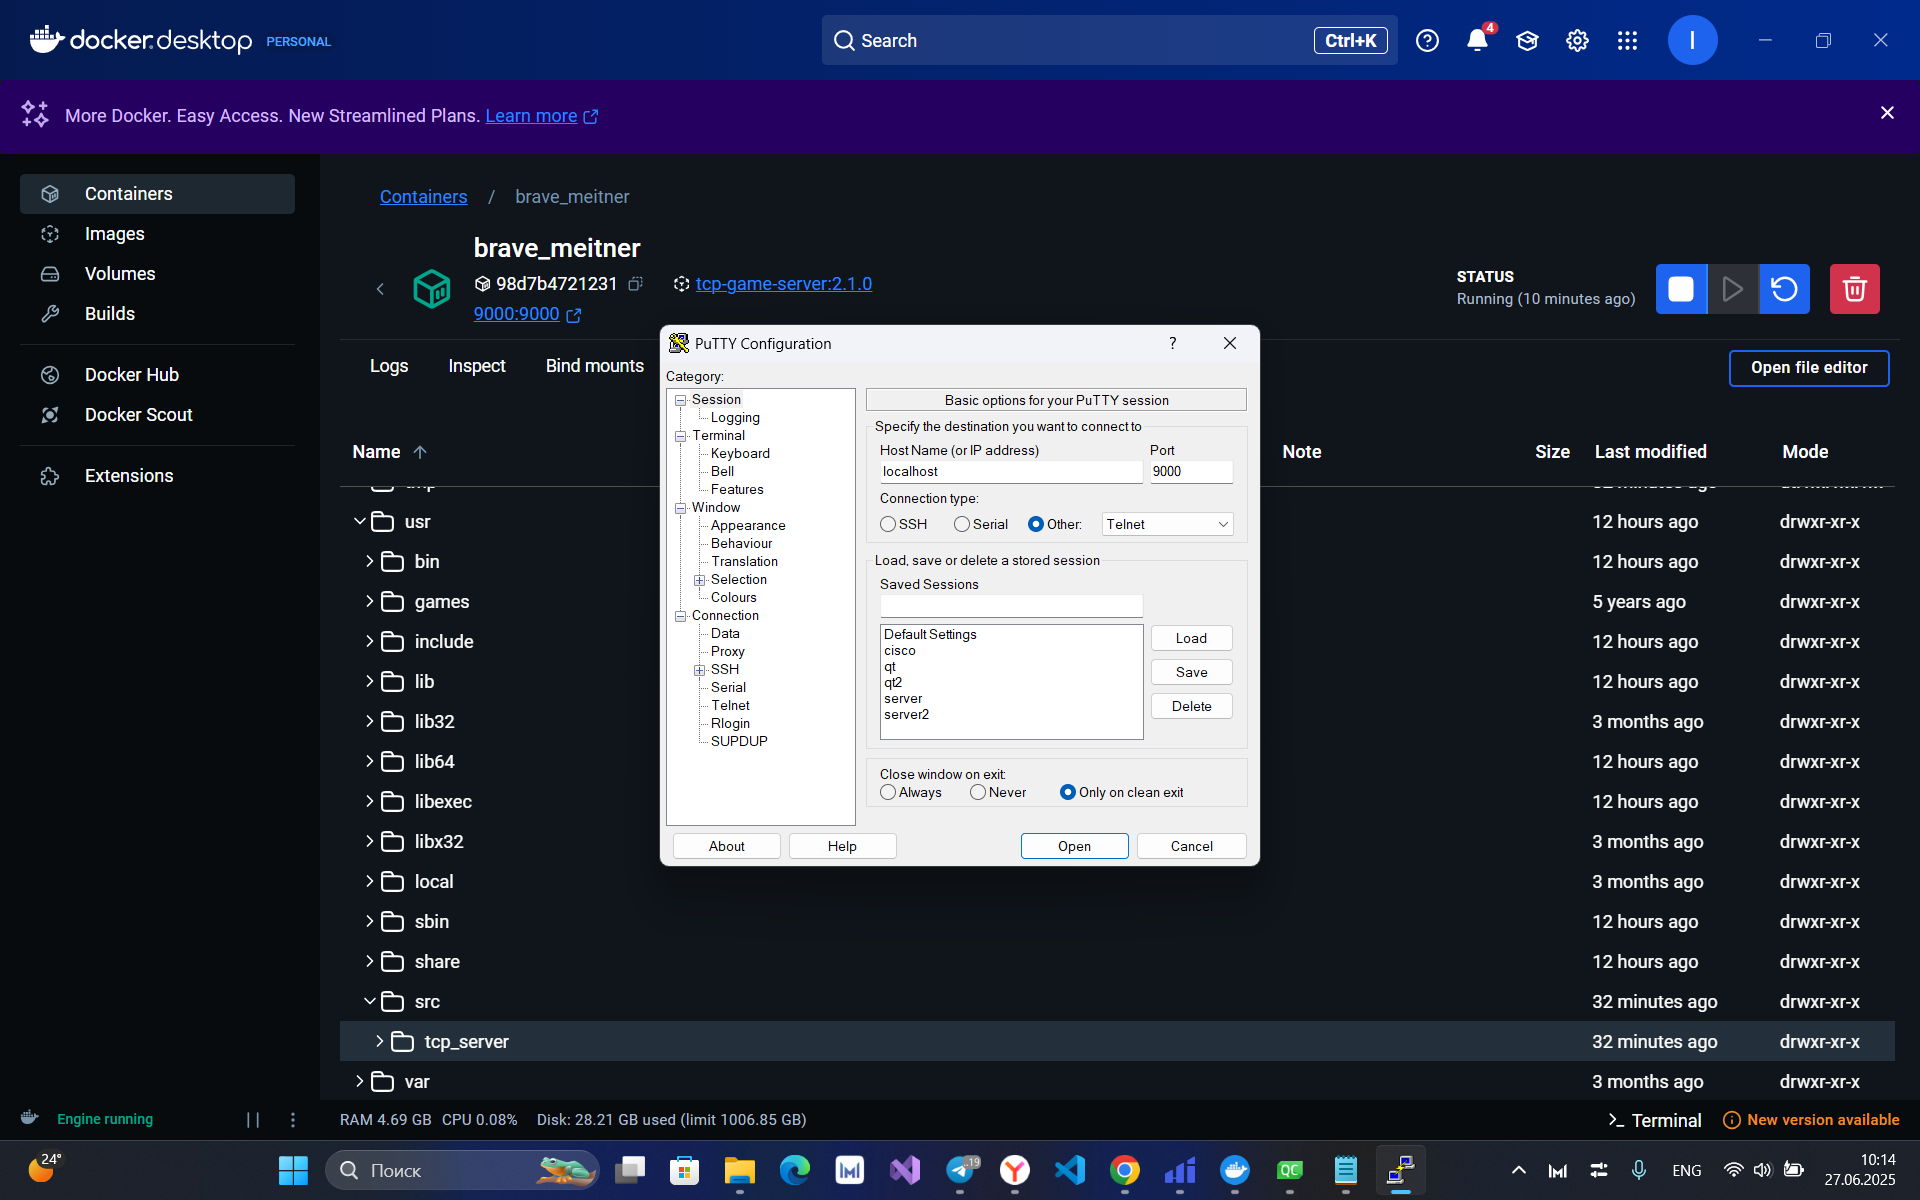 docker.desktop PERSONAL
Search Ctrl+K
4
I
More Docker. Easy Access. New Streamlined Plans. Learn more
Containers
Images
Volumes
Builds
Docker Hub
Docker Scout
Extensions
Containers / brave_meitner
brave_meitner
98d7b4721231 tcp-game-server:2.1.0
9000:9000
STATUS
Running (10 minutes ago)
Logs Inspect Bind mounts
Open file editor
Name Note Size Last modified Mode
usr 12 hours ago drwxr-xr-x
bin 12 hours ago drwxr-xr-x
games 5 years ago drwxr-xr-x
include 12 hours ago drwxr-xr-x
lib 12 hours ago drwxr-xr-x
lib32 3 months ago drwxr-xr-x
lib64 12 hours ago drwxr-xr-x
libexec 12 hours ago drwxr-xr-x
libx32 3 months ago drwxr-xr-x
local 3 months ago drwxr-xr-x
sbin 12 hours ago drwxr-xr-x
share 12 hours ago drwxr-xr-x
src 32 minutes ago drwxr-xr-x
tcp_server 32 minutes ago drwxr-xr-x
var 3 months ago drwxr-xr-x
PuTTY Configuration ?
Category:
Session
Logging
Terminal
Keyboard
Bell
Features
Window
Appearance
Behaviour
Translation
Selection
Colours
Connection
Data
Proxy
SSH
Serial
Telnet
Rlogin
SUPDUP
Basic options for your PuTTY session
Specify the destination you want to connect to
Host Name (or IP address) Port
localhost 9000
Connection type:
SSH Serial Other: Telnet
Load, save or delete a stored session
Saved Sessions
Default Settings
cisco
qt
qt2
server
server2
Load
Save
Delete
Close window on exit:
Always Never Only on clean exit
About Help Open Cancel
Engine running
RAM 4.69 GB CPU 0.08% Disk: 28.21 GB used (limit 1006.85 GB)
Terminal New version available
24°
Поиск
19
QC
ENG
10:14
27.06.2025